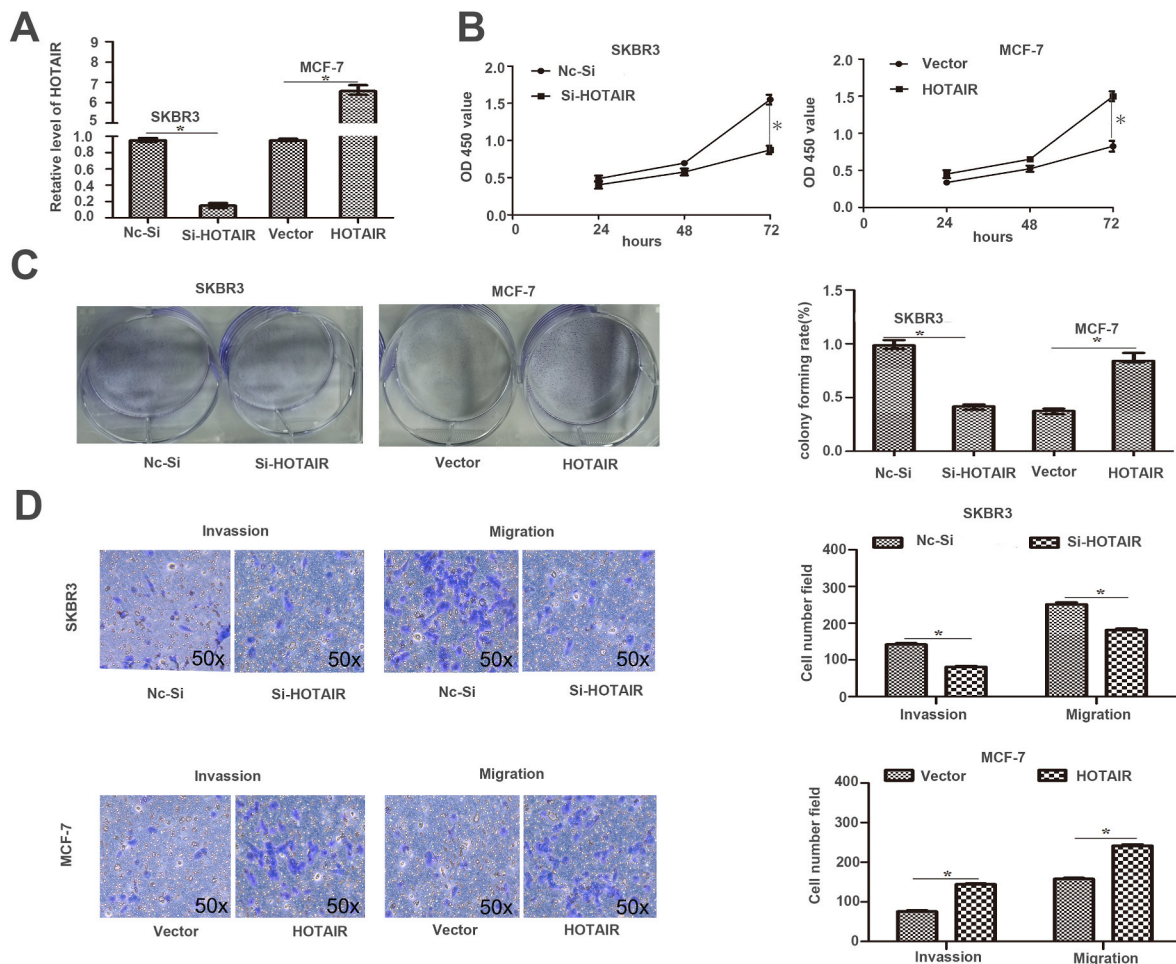 A
Retative level of HOTAIR
9
8
7
6
5
1.0
0.8
0.6
0.4
0.2
0.0
SKBR3
*
MCF-7
*
Nc-Si
Si-HOTAIR
Vector
HOTAIR
B
SKBR3
OD 450 value
2.0
1.5
1.0
0.5
0.0
Nc-Si
Si-HOTAIR
*
0
24
48
72
hours
MCF-7
OD 450 value
2.0
1.5
1.0
0.5
0.0
Vector
HOTAIR
*
0
24
48
72
hours
C
SKBR3
MCF-7
Nc-Si
Si-HOTAIR
Vector
HOTAIR
colony forming rate(%)
1.5
1.0
0.5
0.0
SKBR3
*
MCF-7
*
Nc-Si
Si-HOTAIR
Vector
HOTAIR
D
Invassion
Migration
SKBR3
50x
50x
50x
50x
Nc-Si
Si-HOTAIR
Nc-Si
Si-HOTAIR
SKBR3
Nc-Si
Si-HOTAIR
Cell number field
400
300
200
100
0
*
*
Invassion
Migration
Invassion
Migration
MCF-7
50x
50x
50x
50x
Vector
HOTAIR
Vector
HOTAIR
MCF-7
Vector
HOTAIR
Cell number field
400
300
200
100
0
*
*
Invassion
Migration